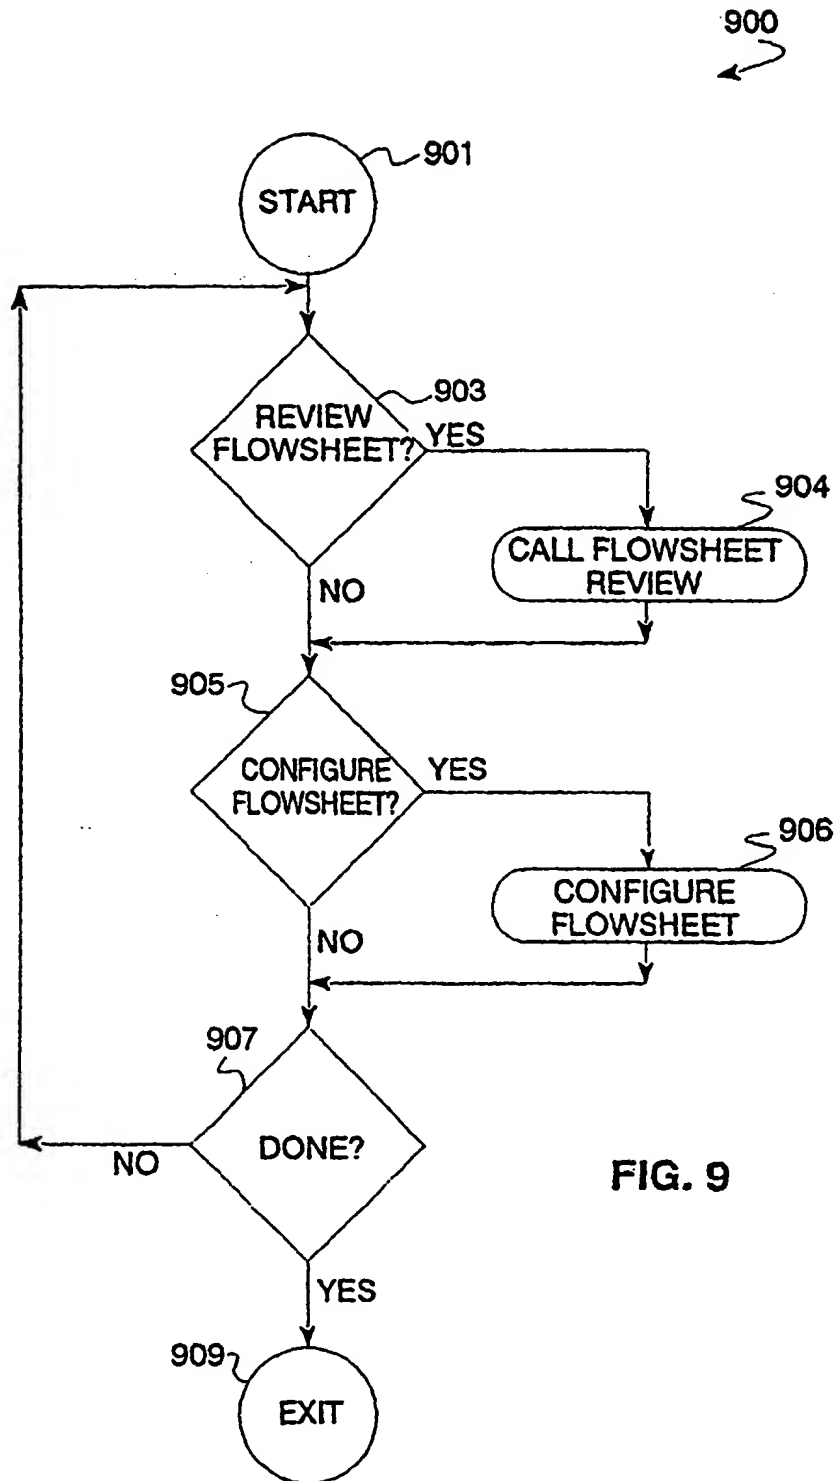 900
901
START
903
REVIEW
FLOWSHEET?
YES
904
CALL FLOWSHEET
REVIEW
NO
905
CONFIGURE
FLOWSHEET?
YES
906
CONFIGURE
FLOWSHEET
NO
907
DONE?
NO
FIG. 9
YES
909
EXIT